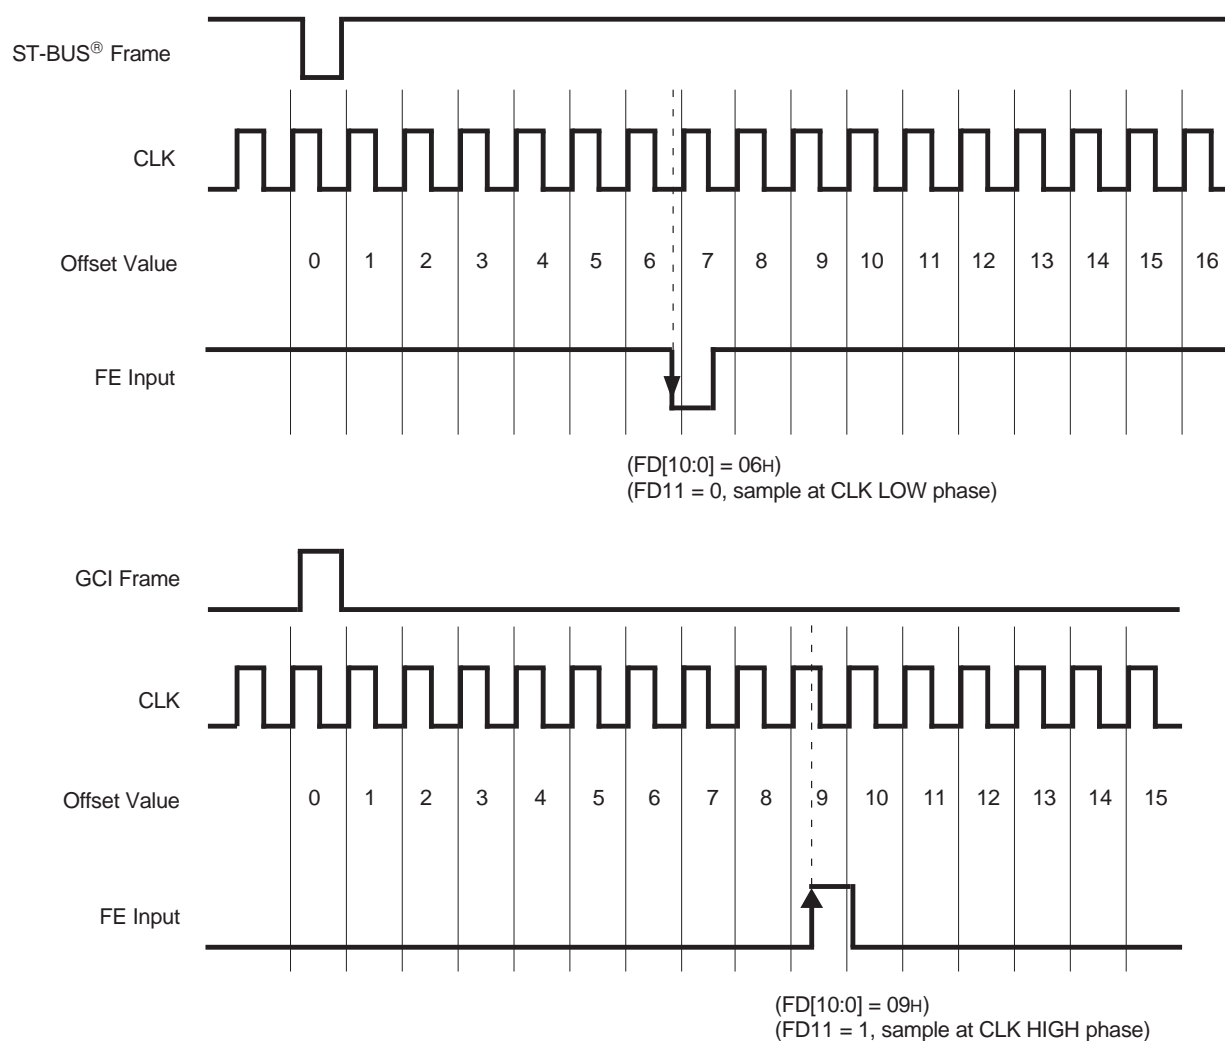 ST-BUS® Frame
CLK
Offset Value 0 1 2 3 4 5 6 7 8 9 10 11 12 13 14 15 16
FE Input
(FD[10:0] = 06H)
(FD11 = 0, sample at CLK LOW phase)
GCI Frame
CLK
Offset Value 0 1 2 3 4 5 6 7 8 9 10 11 12 13 14 15
FE Input
(FD[10:0] = 09H)
(FD11 = 1, sample at CLK HIGH phase)